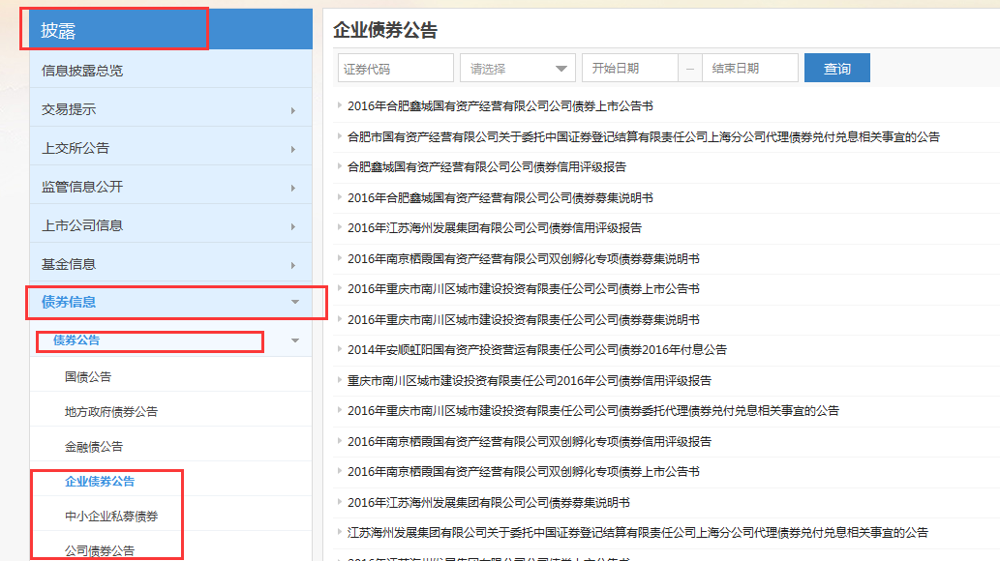 披露
信息披露总览
交易提示
上交所公告
监管信息公开
上市公司信息
基金信息
债券信息
债券公告
国债公告
地方政府债券公告
金融债公告
企业债券公告
中小企业私募债券
公司债券公告
企业债券公告
证券代码 请选择 开始日期 — 结束日期 查询
2016年合肥鑫城国有资产经营有限公司公司债券上市公告书
合肥市国有资产经营有限公司关于委托中国证券登记结算有限责任公司上海分公司代理债券兑付兑息相关事宜的公告
合肥鑫城国有资产经营有限公司公司债券信用评级报告
2016年合肥鑫城国有资产经营有限公司公司债券募集说明书
2016年江苏海州发展集团有限公司公司债券信用评级报告
2016年南京栖霞国有资产经营有限公司双创孵化专项债券募集说明书
2016年重庆市南川区城市建设投资有限责任公司公司债券上市公告书
2016年重庆市南川区城市建设投资有限责任公司公司债券募集说明书
2014年安顺虹阳国有资产投资营运有限责任公司公司债券2016年付息公告
重庆市南川区城市建设投资有限责任公司2016年公司债券信用评级报告
2016年重庆市南川区城市建设投资有限责任公司公司债券委托代理债券兑付兑息相关事宜的公告
2016年南京栖霞国有资产经营有限公司双创孵化专项债券信用评级报告
2016年南京栖霞国有资产经营有限公司双创孵化专项债券上市公告书
2016年江苏海州发展集团有限公司公司债券募集说明书
江苏海州发展集团有限公司关于委托中国证券登记结算有限责任公司上海分公司代理债券兑付兑息相关事宜的公告
2016年江苏海州发展集团有限公司公司债券上市公告书